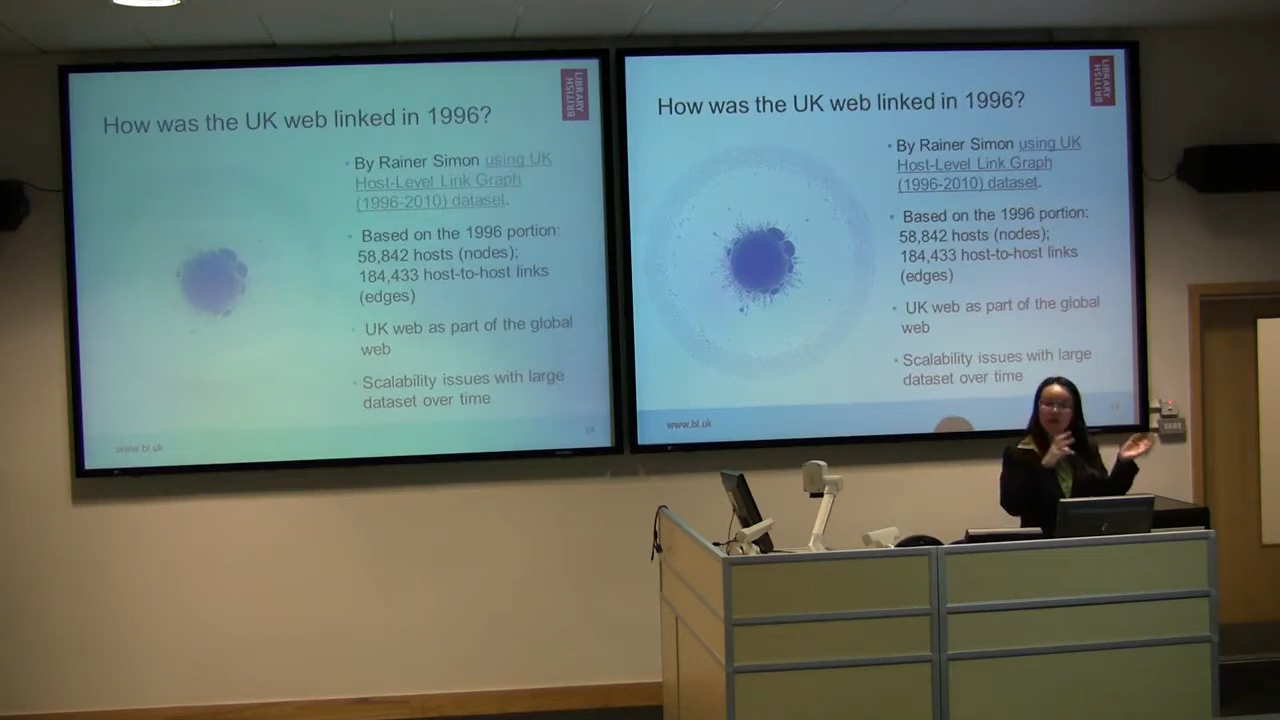 How was the UK web linked in 1996?
BRITISH
LIBRARY
By Rainer Simon using UK
Host-Level Link Graph
(1996-2010) dataset.
Based on the 1996 portion:
58,842 hosts (nodes);
184,433 host-to-host links
(edges)
UK web as part of the global
web
Scalability issues with large
dataset over time
www.bl.uk
How was the UK web linked in 1996?
BRITISH
LIBRARY
By Rainer Simon using UK
Host-Level Link Graph
(1996-2010) dataset.
Based on the 1996 portion:
58,842 hosts (nodes);
184,433 host-to-host links
(edges)
UK web as part of the global
web
Scalability issues with large
dataset over time
www.bl.uk